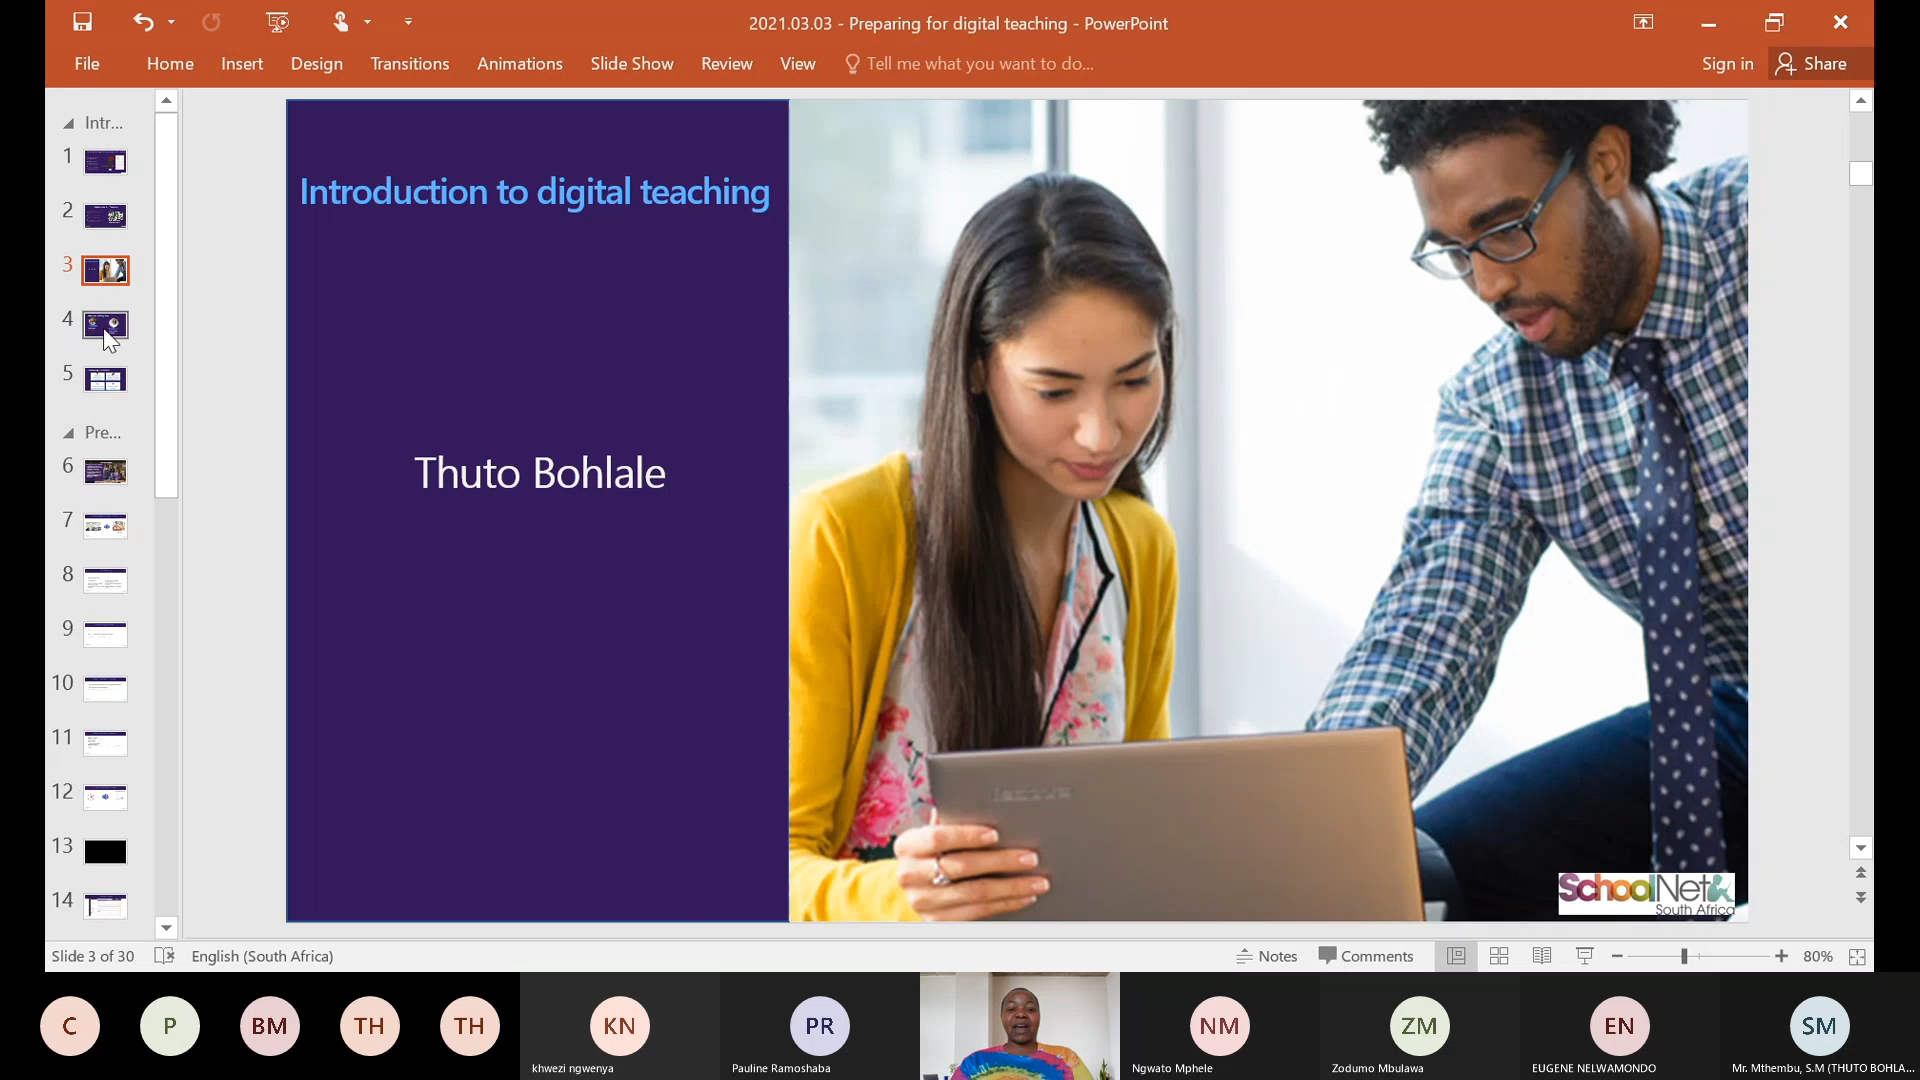 2021.03.03 - Preparing for digital teaching - PowerPoint
File Home Insert Design Transitions Animations Slide Show Review View Tell me what you want to do... Sign in Share
Intr...
1
2
3
4
5
Pre...
6
7
8
9
10
11
12
13
14
Introduction to digital teaching
Thuto Bohlale
lenovo
SchoolNet
South Africa
Slide 3 of 30 English (South Africa) Notes Comments 80%
C P BM TH TH KN PR NM ZM EN SM
khwezi ngwenya Pauline Ramoshaba Ngwato Mphele Zodumo Mbulawa EUGENE NELWAMONDO Mr. Mthembu, S.M (THUTO BOHLA...